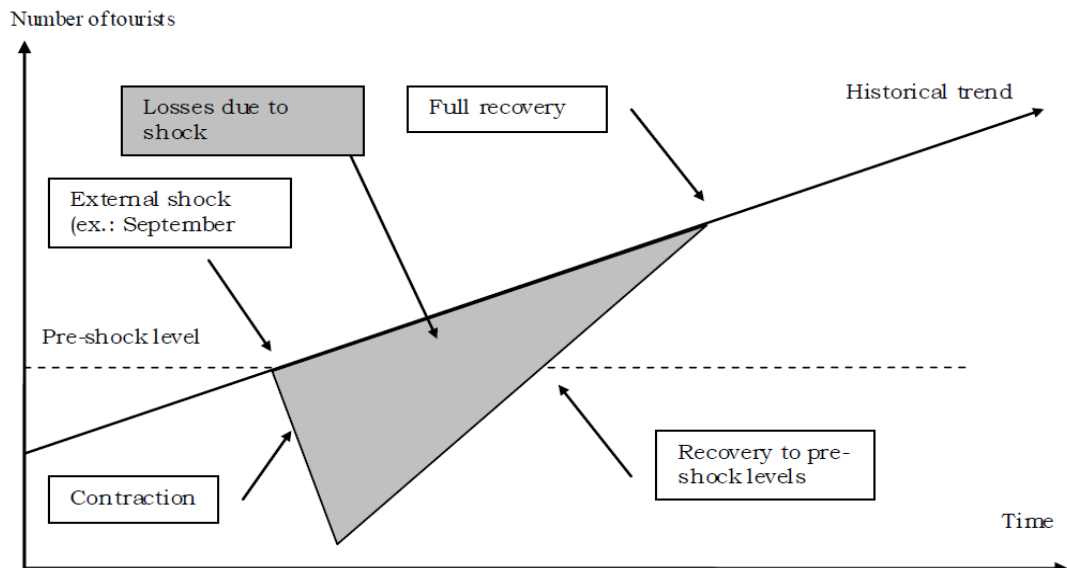 Number of tourists
Losses due to
shock
Full recovery
Historical trend
External shock
(ex.: September
Pre-shock level
Contraction
Recovery to pre-
shock levels
Time